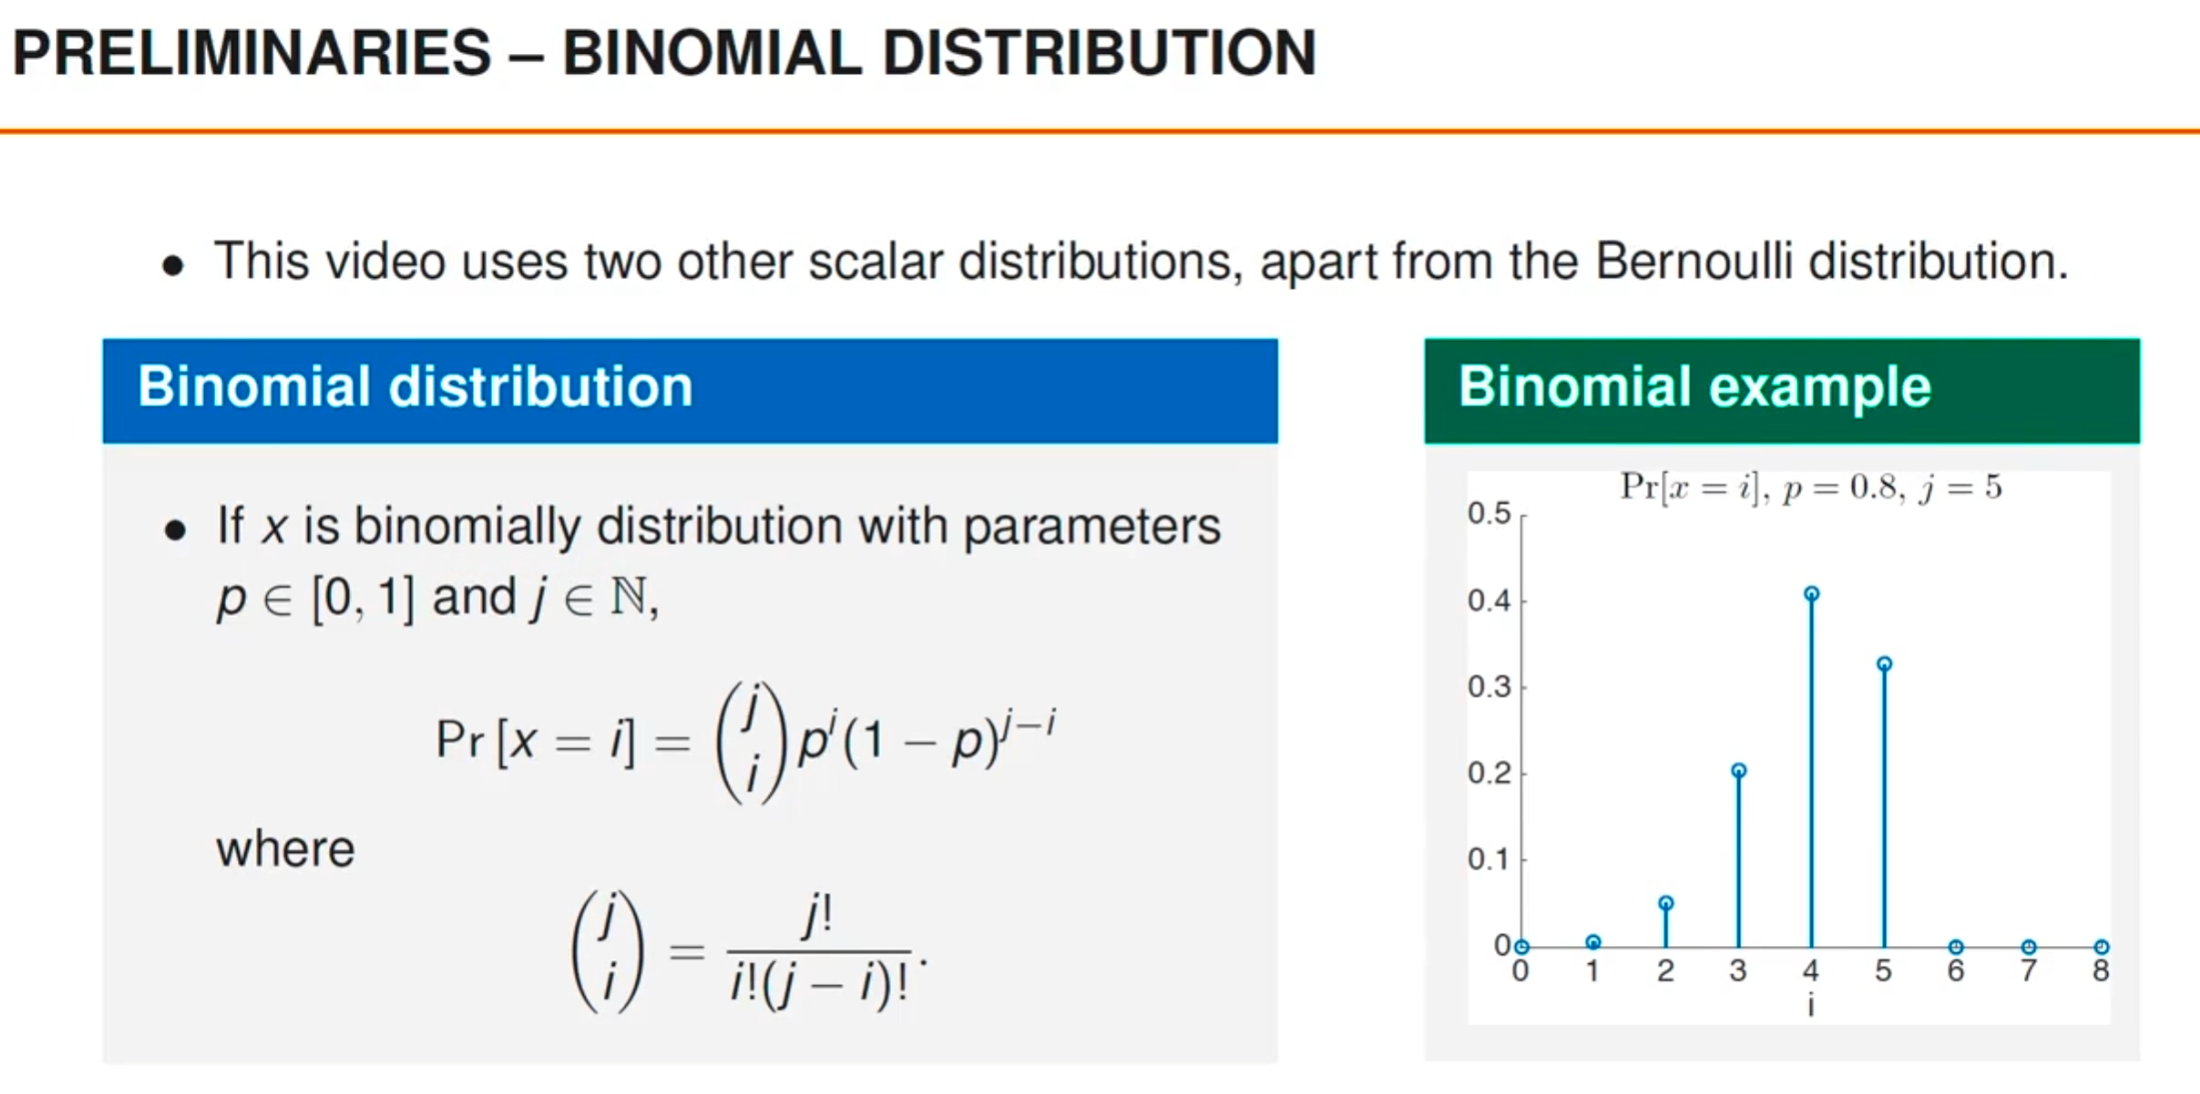 PRELIMINARIES – BINOMIAL DISTRIBUTION
• This video uses two other scalar distributions, apart from the Bernoulli distribution.
Binomial distribution
• If x is binomially distribution with parameters
p ∈ [0, 1] and j ∈ ℕ,
Pr [x = i] = \binom{j}{i} p^i (1 − p)^{j−i}
where
\binom{j}{i} = \frac{j!}{i!(j − i)!}.
Binomial example
Pr[x = i], p = 0.8, j = 5
0.5
0.4
0.3
0.2
0.1
0
0 1 2 3 4 5 6 7 8
i